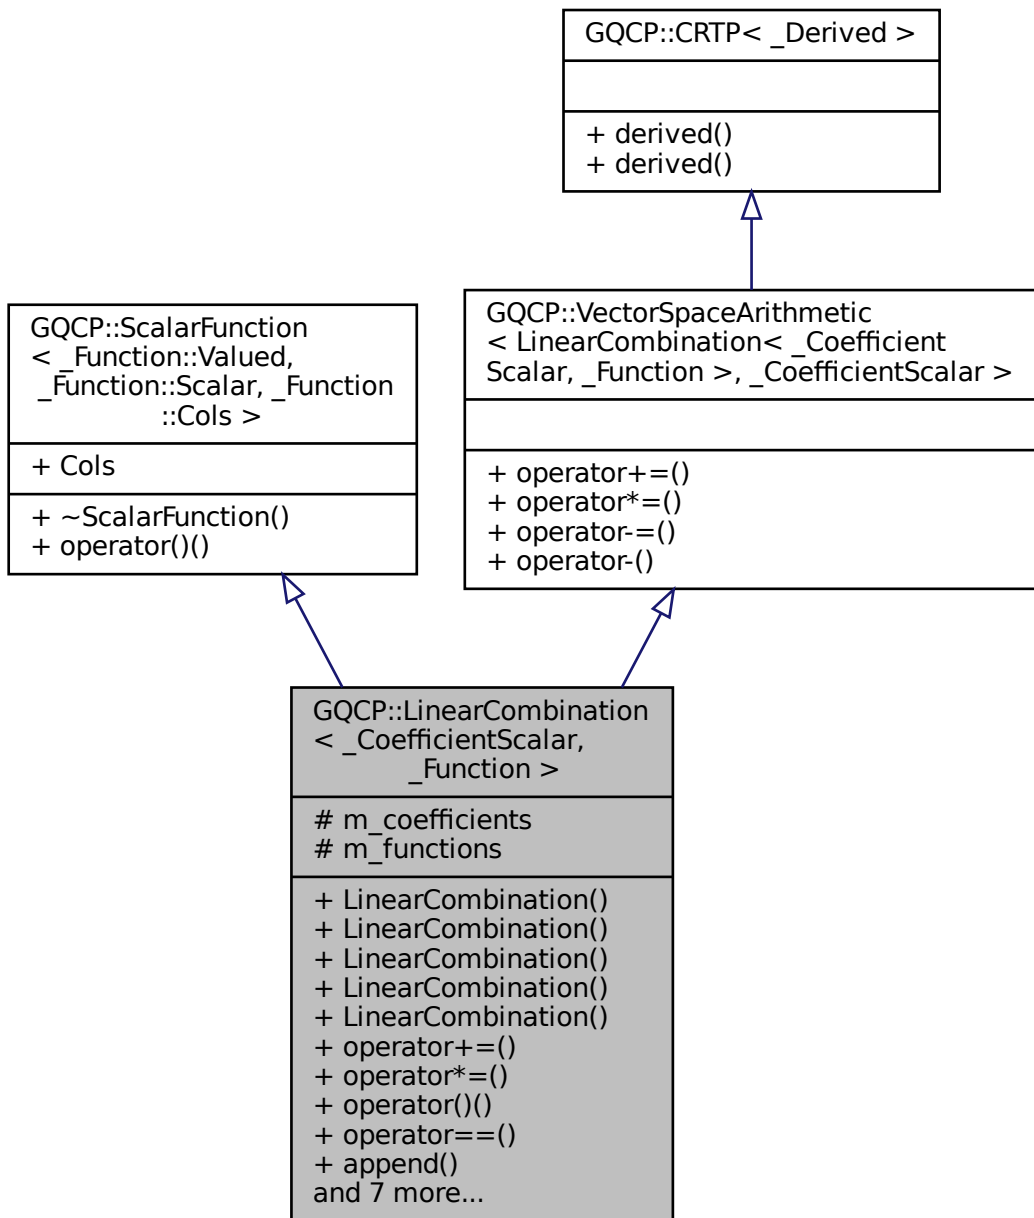 GQCP::CRTP< _Derived >
+ derived()
+ derived()
GQCP::ScalarFunction
< _Function::Valued,
_Function::Scalar, _Function
::Cols >
+ Cols
+ ~ScalarFunction()
+ operator()()
GQCP::VectorSpaceArithmetic
< LinearCombination< _Coefficient
Scalar, _Function >, _CoefficientScalar >
+ operator+=()
+ operator*=()
+ operator-=()
+ operator-()
GQCP::LinearCombination
< _CoefficientScalar,
_Function >
# m_coefficients
# m_functions
+ LinearCombination()
+ LinearCombination()
+ LinearCombination()
+ LinearCombination()
+ LinearCombination()
+ operator+=()
+ operator*=()
+ operator()()
+ operator==()
+ append()
and 7 more...